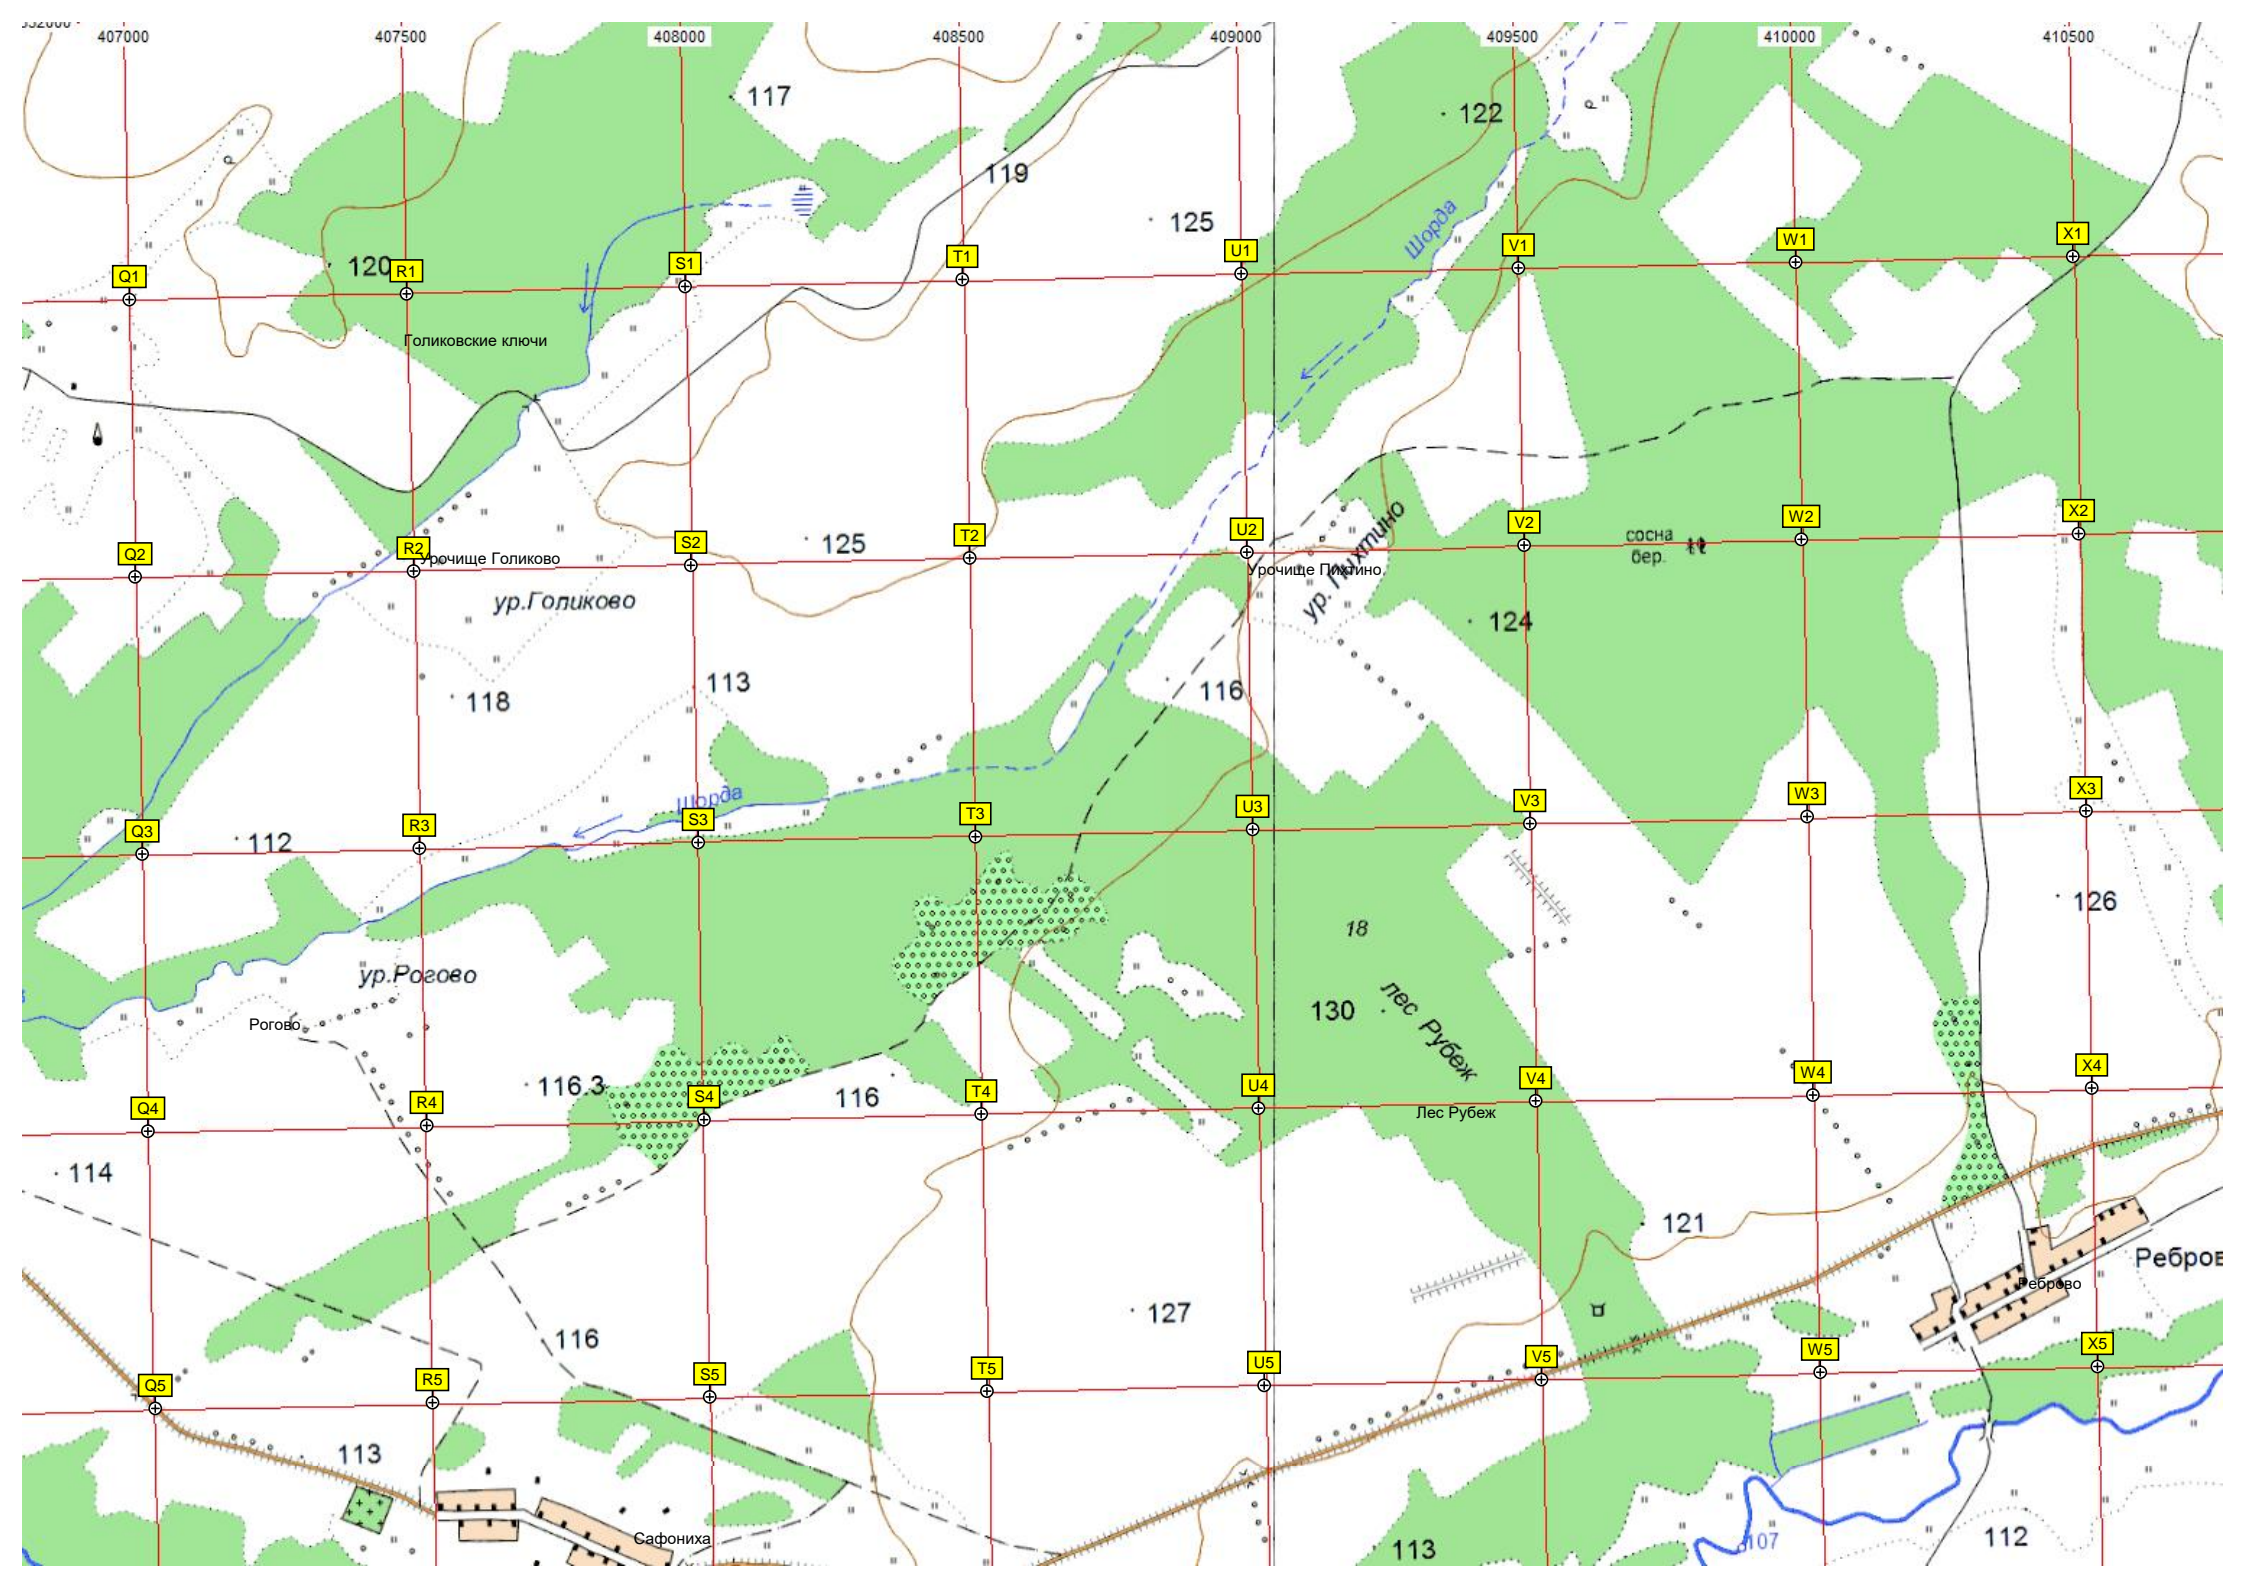 407000 407500 408000 408500 409000 409500 410000 410500
117
122
119
125
Шорда
Q1 R1 S1 T1 U1 V1 W1 X1
120
Голиковские ключи
Q2 R2 S2 T2 U2 V2 W2 X2
125
сосна
бер.
Урочище Голиково
Урочище Пихтино
ур. Пихтино
ур.Голиково
124
113
118
116
Шорда
Q3 R3 S3 T3 U3 V3 W3 X3
112
126
18
ур.Рогово
130
лес Рубеж
Рогово
116.3
116
Q4 R4 S4 T4 U4 V4 W4 X4
Лес Рубеж
114
121
Ребров
Реброво
127
116
Q5 R5 S5 T5 U5 V5 W5 X5
113
Сафониха
113
107
112